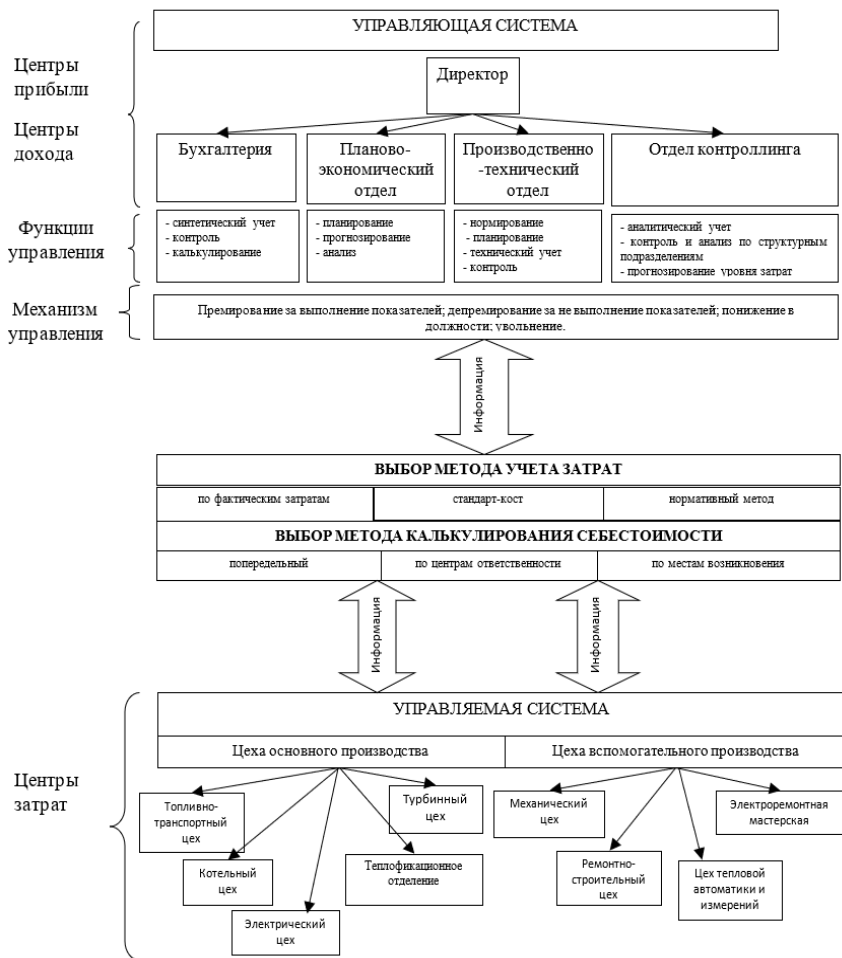 УПРАВЛЯЮЩАЯ СИСТЕМА
Центры
прибыли
Директор
Центры
дохода
Бухгалтерия
Планово-
экономический
отдел
Производственно
-технический
отдел
Отдел контроллинга
Функции
управления
- синтетический учет
- контроль
- калькулирование
- планирование
- прогнозирование
- анализ
- нормирование
- планирование
- технический учет
- контроль
- аналитический учет
- контроль и анализ по структурным
подразделениям
- прогнозирование уровня затрат
Механизм
управления
Премирование за выполнение показателей; депремирование за не выполнение показателей; понижение в
должности; увольнение.
Информация
ВЫБОР МЕТОДА УЧЕТА ЗАТРАТ
по фактическим затратам
стандарт-кост
нормативный метод
ВЫБОР МЕТОДА КАЛЬКУЛИРОВАНИЯ СЕБЕСТОИМОСТИ
попередельный
по центрам ответственности
по местам возникновения
Информация
Информация
УПРАВЛЯЕМАЯ СИСТЕМА
Цеха основного производства
Цеха вспомогательного производства
Центры
затрат
Топливно-
транспортный
цех
Турбинный
цех
Механический
цех
Электроремонтная
мастерская
Котельный
цех
Теплофикационное
отделение
Ремонтно-
строительный
цех
Цех тепловой
автоматики и
измерений
Электрический
цех